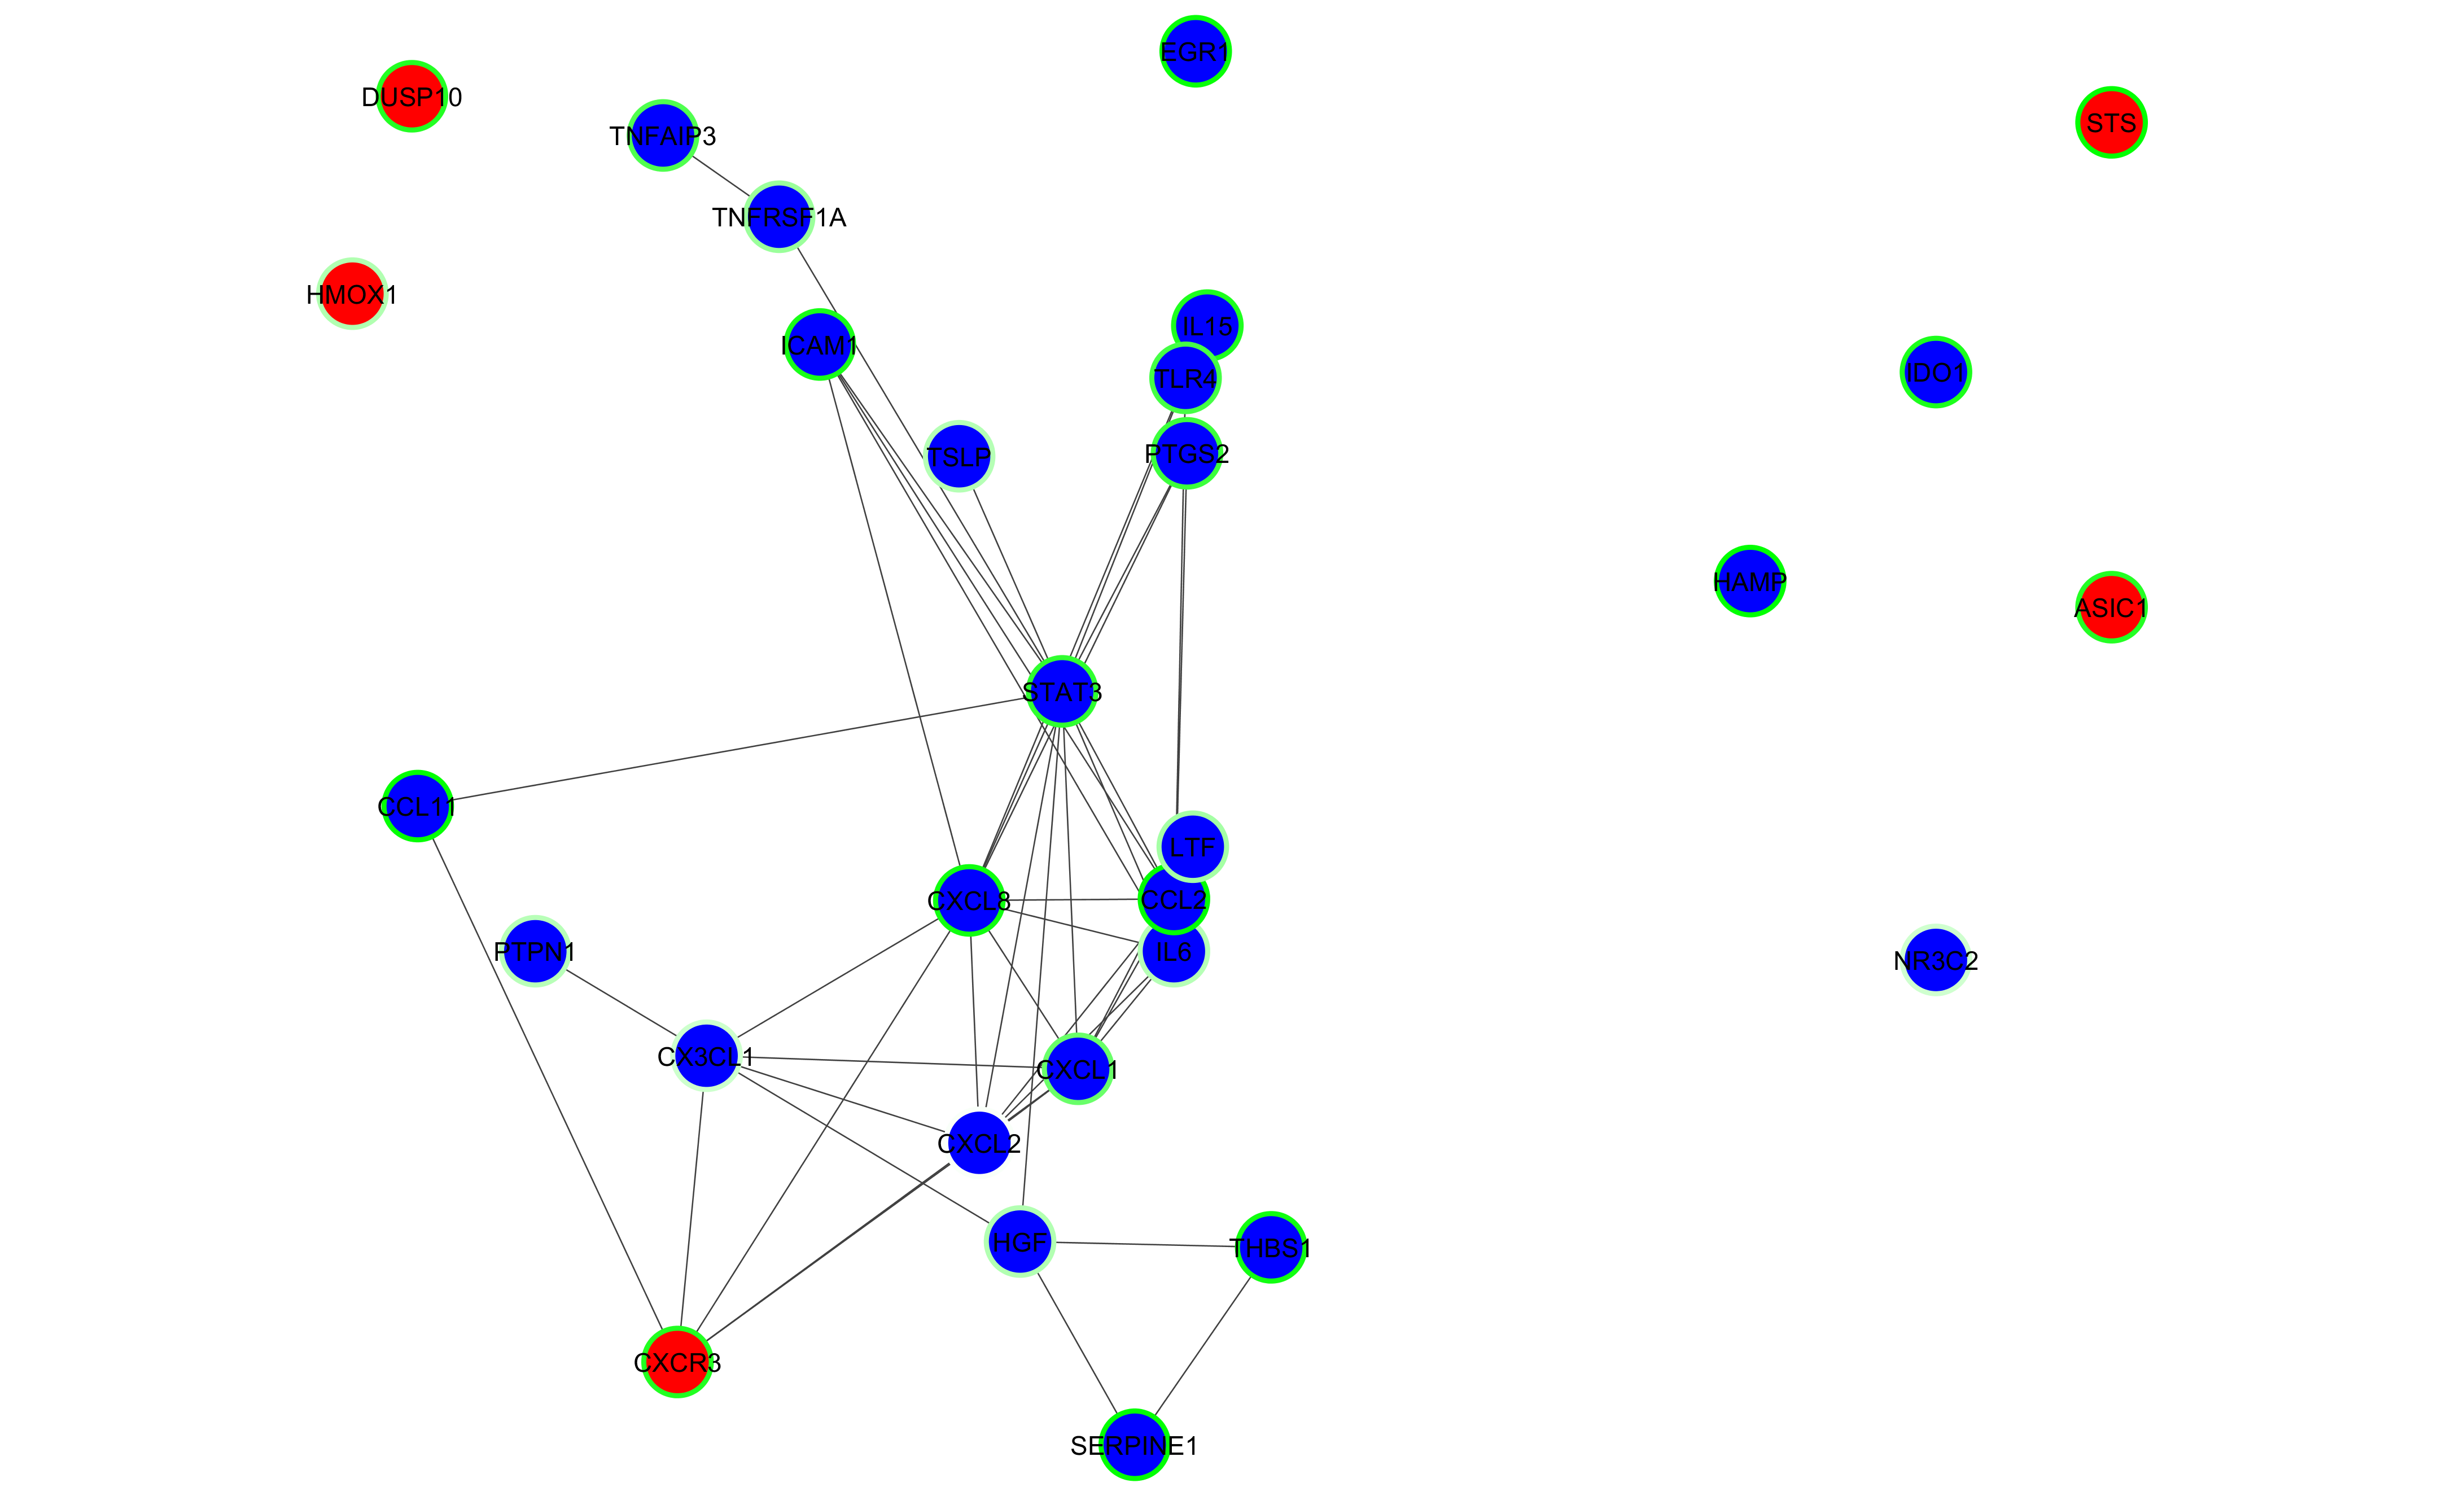 EGR1
DUSP10
STS
TNFAIP3
TNFRSF1A
HMOX1
IL15
ICAM1
IDO1
TLR4
PTGS2
TSLP
HAMP
ASIC1
STAT3
CCL11
LTF
CXCL8
CCL2
PTPN1
IL6
NR3C2
CX3CL1
CXCL1
CXCL2
HGF
THBS1
CXCR3
SERPINE1